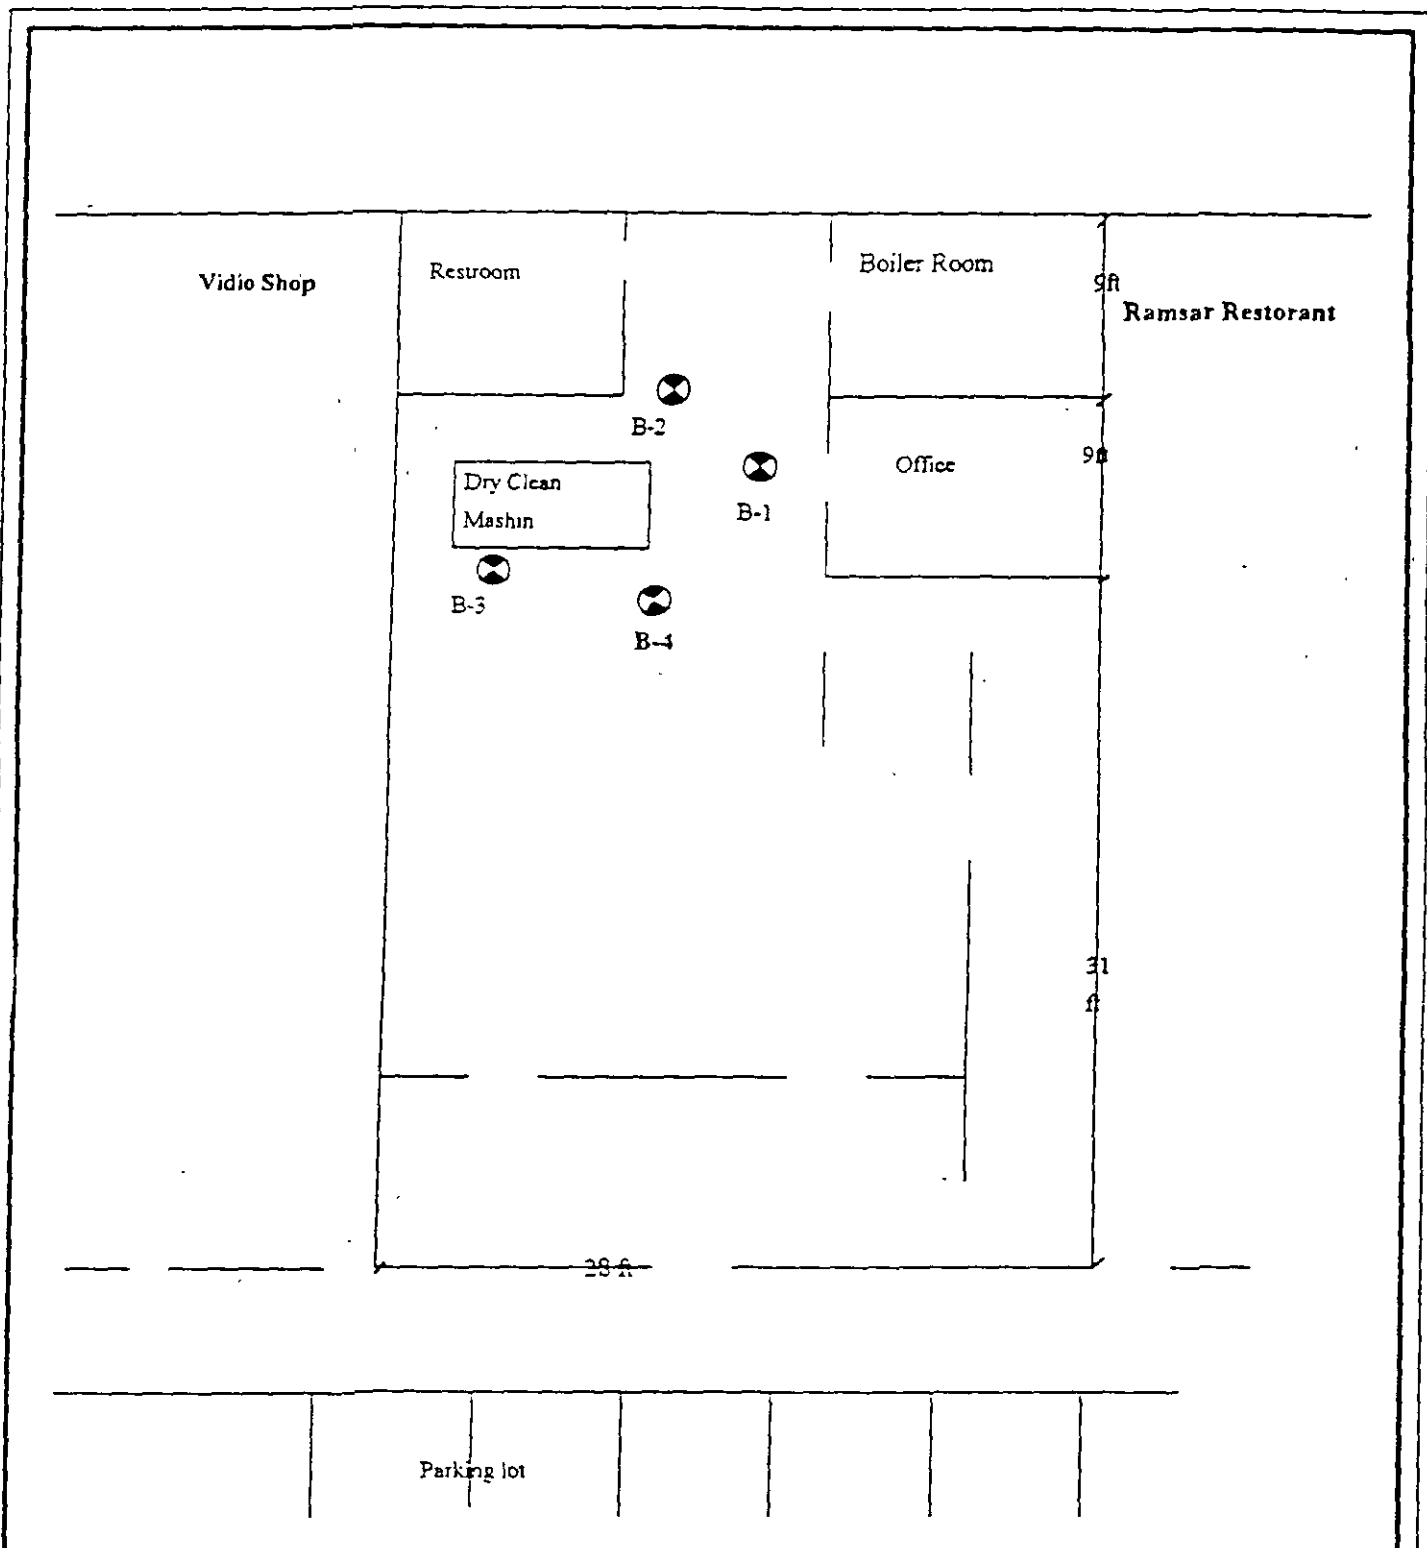 Restroom
Boiler Room
Vidio Shop
9ft
Ramsar Restorant
B-2
Office
9ft
Dry Clean
Mashin
B-1
B-3
B-4
31
ft
28 ft
Parking lot